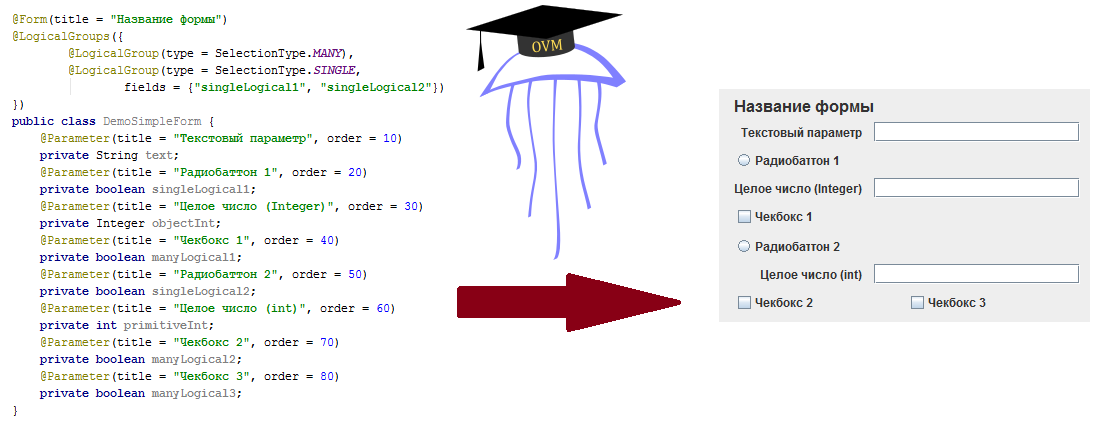 @Form(title = "Название формы")
@LogicalGroups({
@LogicalGroup(type = SelectionType.MANY),
@LogicalGroup(type = SelectionType.SINGLE,
fields = {"singleLogical1", "singleLogical2"})
})
public class DemoSimpleForm {
@Parameter(title = "Текстовый параметр", order = 10)
private String text;
@Parameter(title = "Радиобаттон 1", order = 20)
private boolean singleLogical1;
@Parameter(title = "Целое число (Integer)", order = 30)
private Integer objectInt;
@Parameter(title = "Чекбокс 1", order = 40)
private boolean manyLogical1;
@Parameter(title = "Радиобаттон 2", order = 50)
private boolean singleLogical2;
@Parameter(title = "Целое число (int)", order = 60)
private int primitiveInt;
@Parameter(title = "Чекбокс 2", order = 70)
private boolean manyLogical2;
@Parameter(title = "Чекбокс 3", order = 80)
private boolean manyLogical3;
}
OVM
Название формы
Текстовый параметр
Радиобаттон 1
Целое число (Integer)
Чекбокс 1
Радиобаттон 2
Целое число (int)
Чекбокс 2 Чекбокс 3